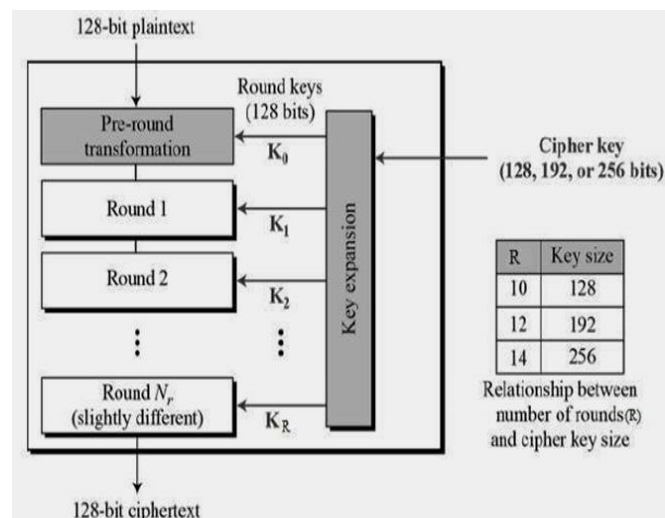 128-bit plaintext
Round keys
(128 bits)
Pre-round
transformation
K0
Cipher key
(128, 192, or 256 bits)
Round 1
K1
Round 2
K2
Key expansion
Round Nr
(slightly different)
KR
128-bit ciphertext
R Key size
10 128
12 192
14 256
Relationship between
number of rounds(R)
and cipher key size